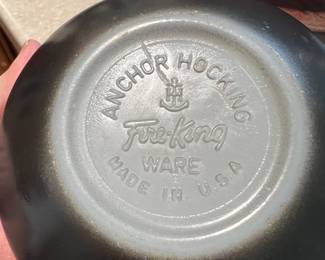 ANCHOR HOCKING
Fire-King
WARE
MADE IN U.S.A